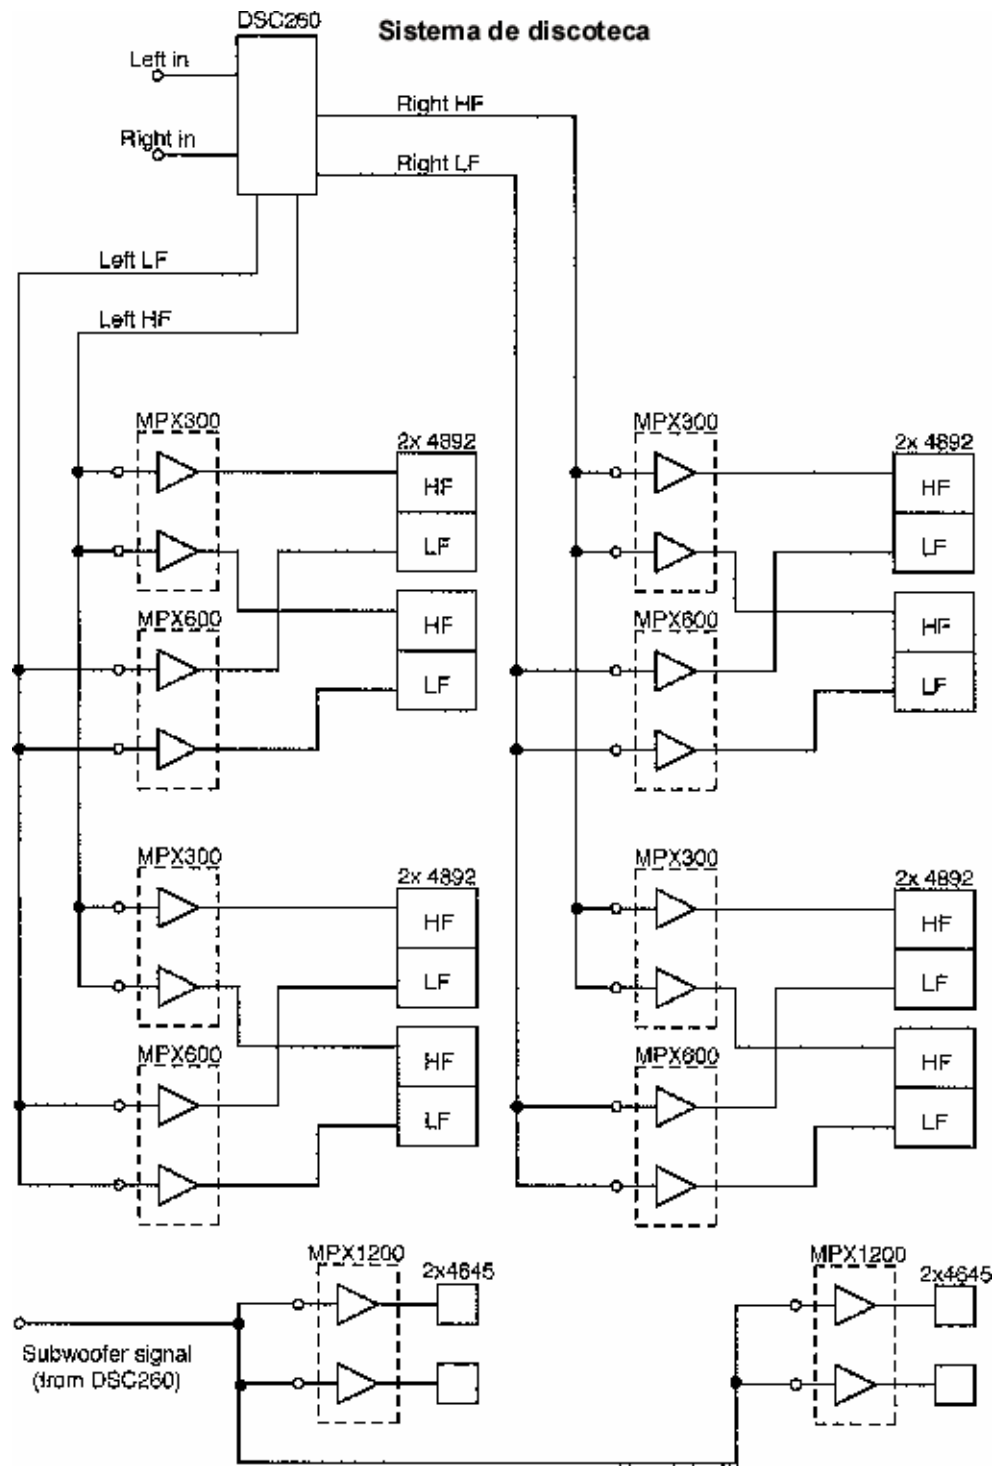 DSC260
Sistema de discoteca
Left in
Right in
Right HF
Right LF
Left LF
Left HF
MPX300
2x 4892
HF
LF
HF
LF
MPX600
MPX300
2x 4892
HF
LF
HF
LF
MPX600
MPX300
2x 4892
HF
LF
HF
LF
MPX600
MPX300
2x 4892
HF
LF
HF
LF
MPX600
MPX1200
2x4645
MPX1200
2x4645
Subwoofer signal
(from DSC260)